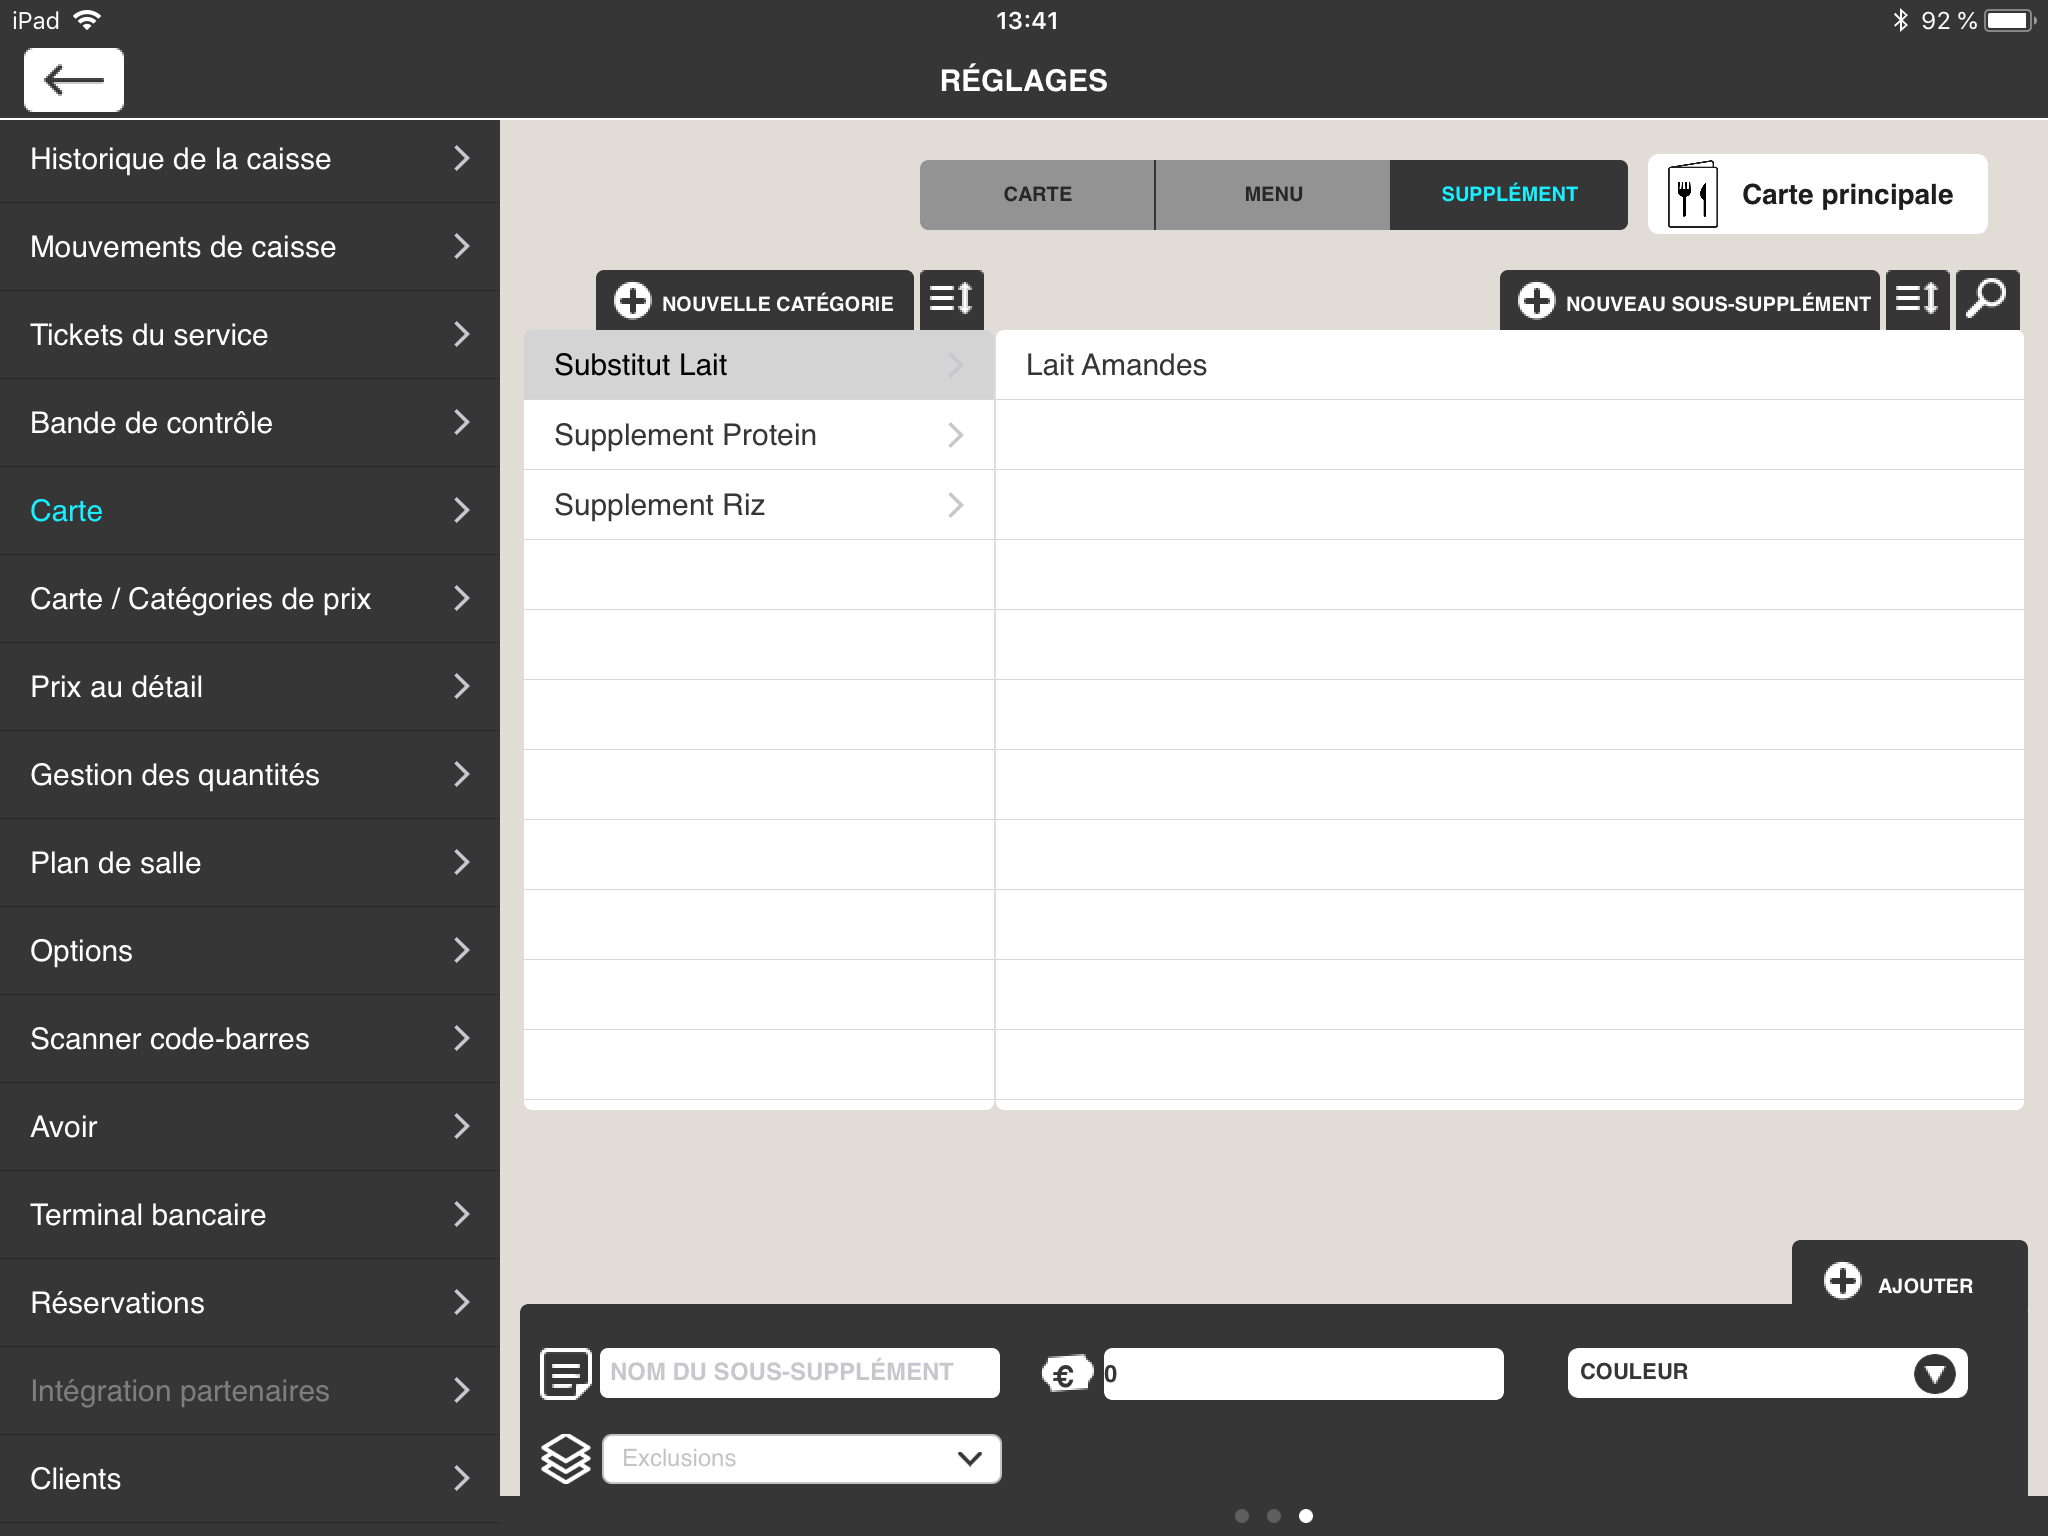 iPad 13:41 92 %
RÉGLAGES
Historique de la caisse
Mouvements de caisse
Tickets du service
Bande de contrôle
Carte
Carte / Catégories de prix
Prix au détail
Gestion des quantités
Plan de salle
Options
Scanner code-barres
Avoir
Terminal bancaire
Réservations
Intégration partenaires
Clients
CARTE MENU SUPPLÉMENT Carte principale
NOUVELLE CATÉGORIE NOUVEAU SOUS-SUPPLÉMENT
Substitut Lait
Supplement Protein
Supplement Riz
Lait Amandes
AJOUTER
NOM DU SOUS-SUPPLÉMENT € 0 COULEUR
Exclusions